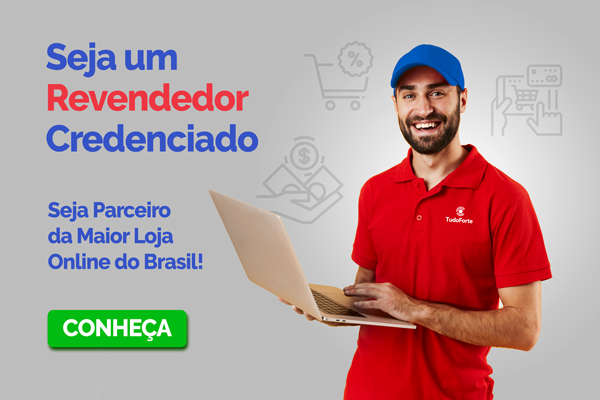 Seja um
Revendedor
Credenciado
Seja Parceiro
da Maior Loja
Online do Brasil!
CONHEÇA
TudoForte
%
$